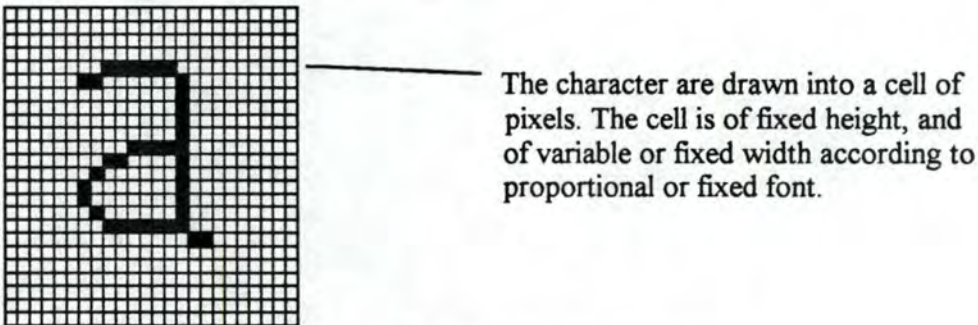 a
The character are drawn into a cell of
pixels. The cell is of fixed height, and
of variable or fixed width according to
proportional or fixed font.